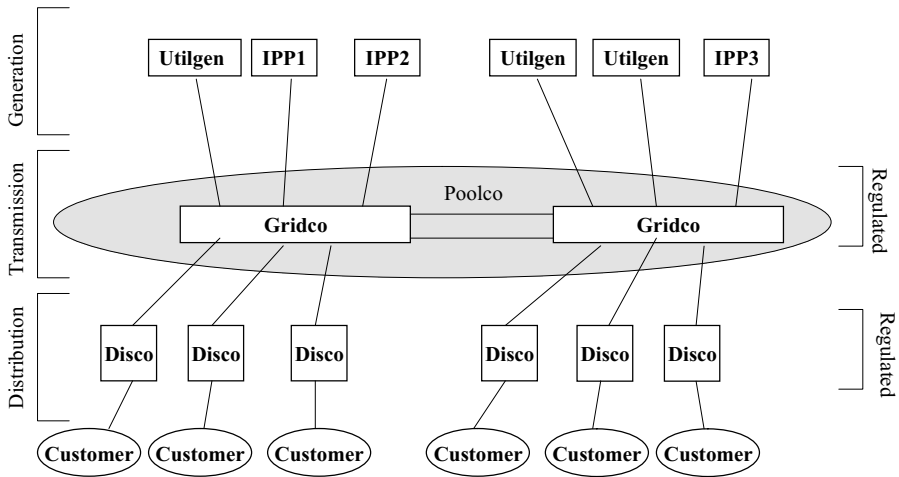 Generation
Utilgen
IPP1
IPP2
Utilgen
Utilgen
IPP3
Transmission
Poolco
Gridco
Gridco
Regulated
Distribution
Disco
Disco
Disco
Disco
Disco
Disco
Regulated
Customer
Customer
Customer
Customer
Customer
Customer